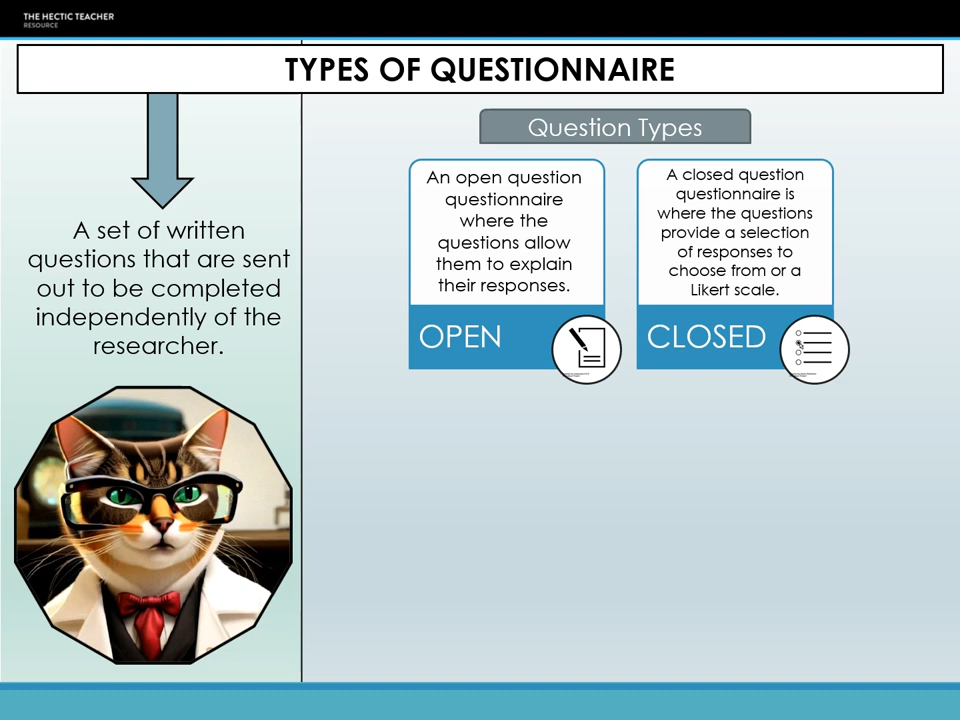 THE HECTIC TEACHER
RESOURCE
TYPES OF QUESTIONNAIRE
A set of written
questions that are sent
out to be completed
independently of the
researcher.
Question Types
An open question
questionnaire
where the
questions allow
them to explain
their responses.
OPEN
A closed question
questionnaire is
where the questions
provide a selection
of responses to
choose from or a
Likert scale.
CLOSED